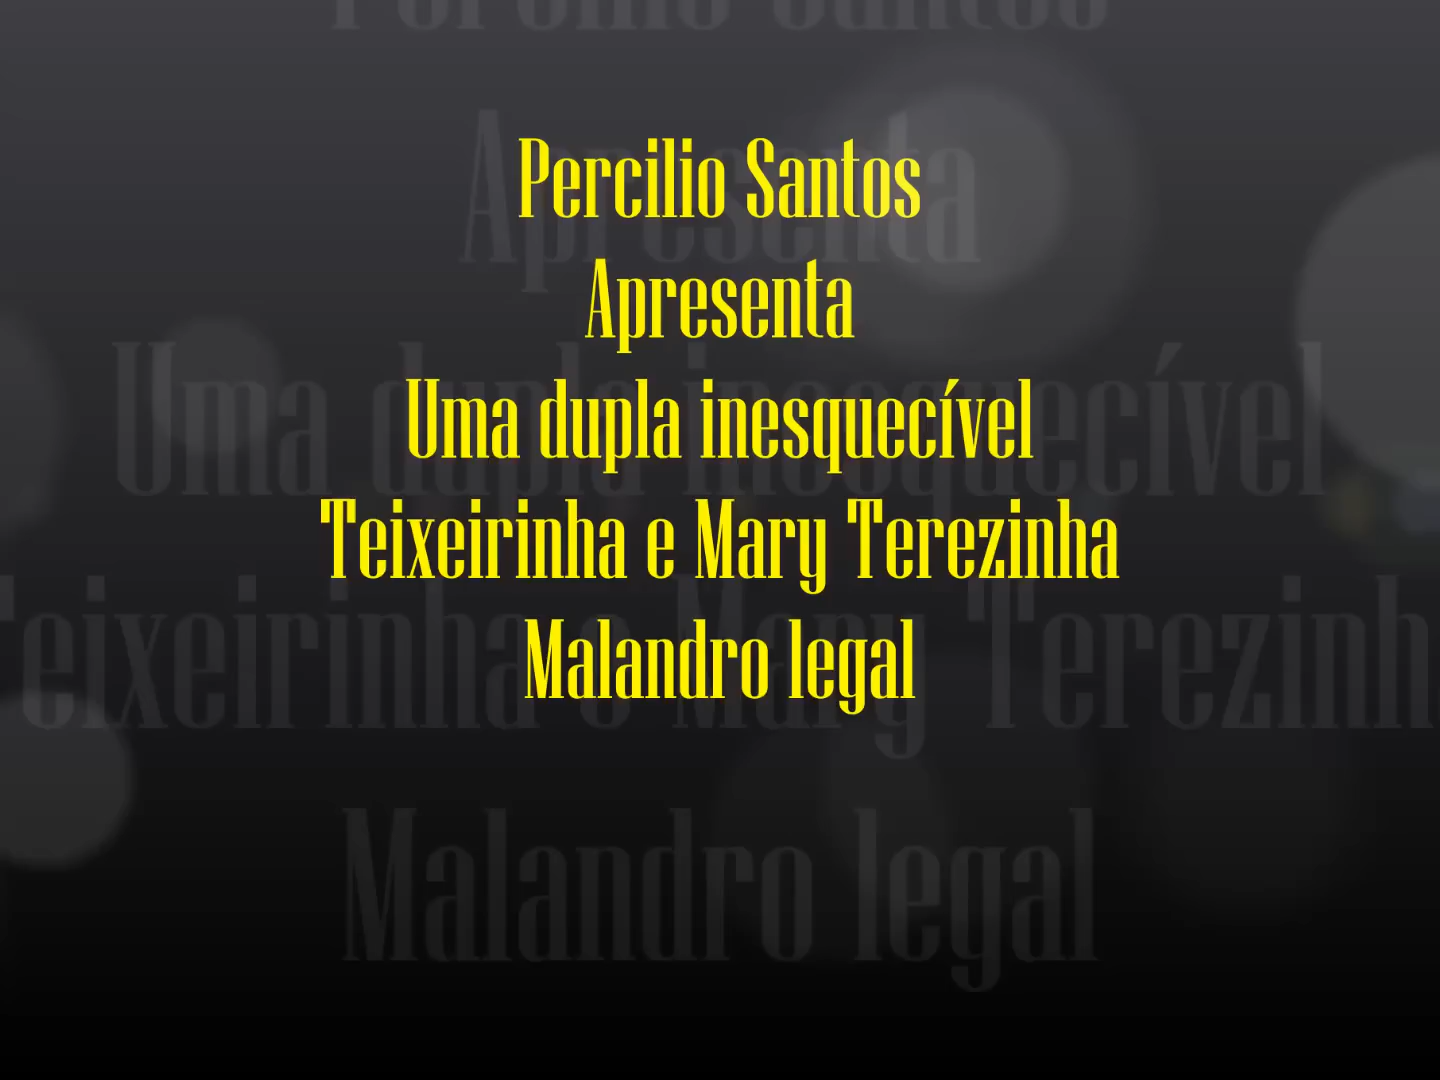 Percilio Santos
Apresenta
Uma dupla inesquecível
Teixeirinha e Mary Terezinha
Malandro legal